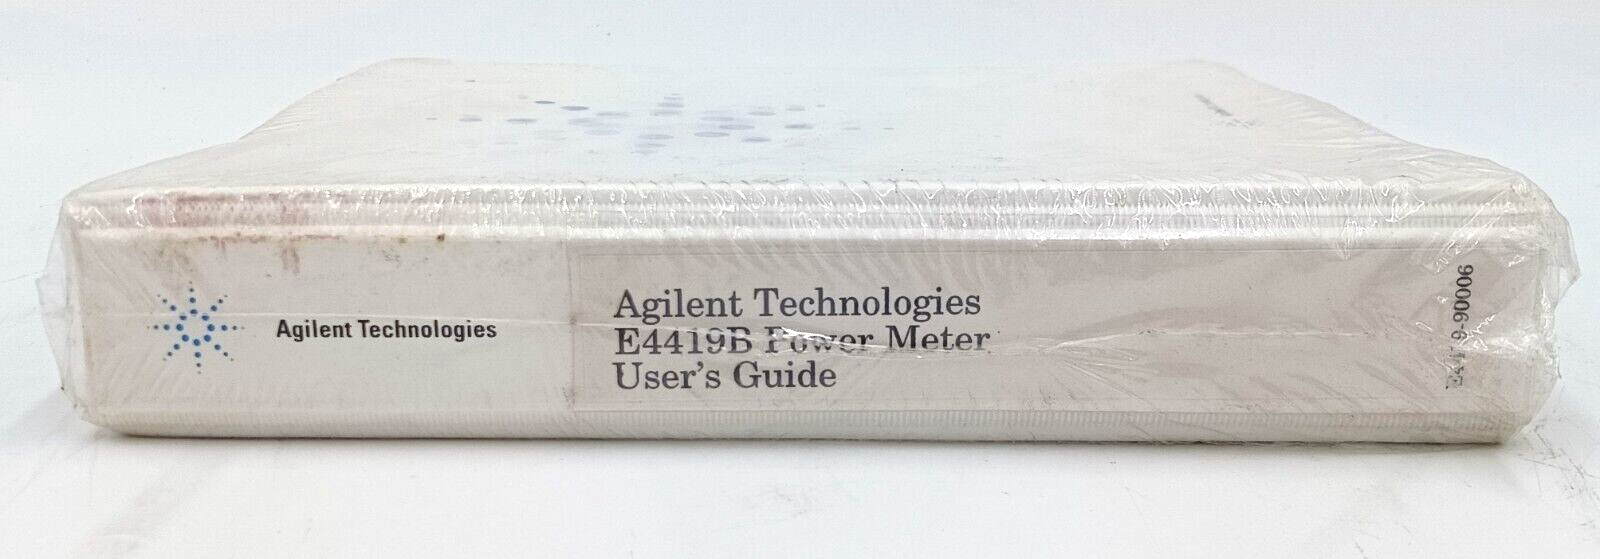 Agilent Technologies
Agilent Technologies
E4419B Power Meter
User's Guide
E4419-90006